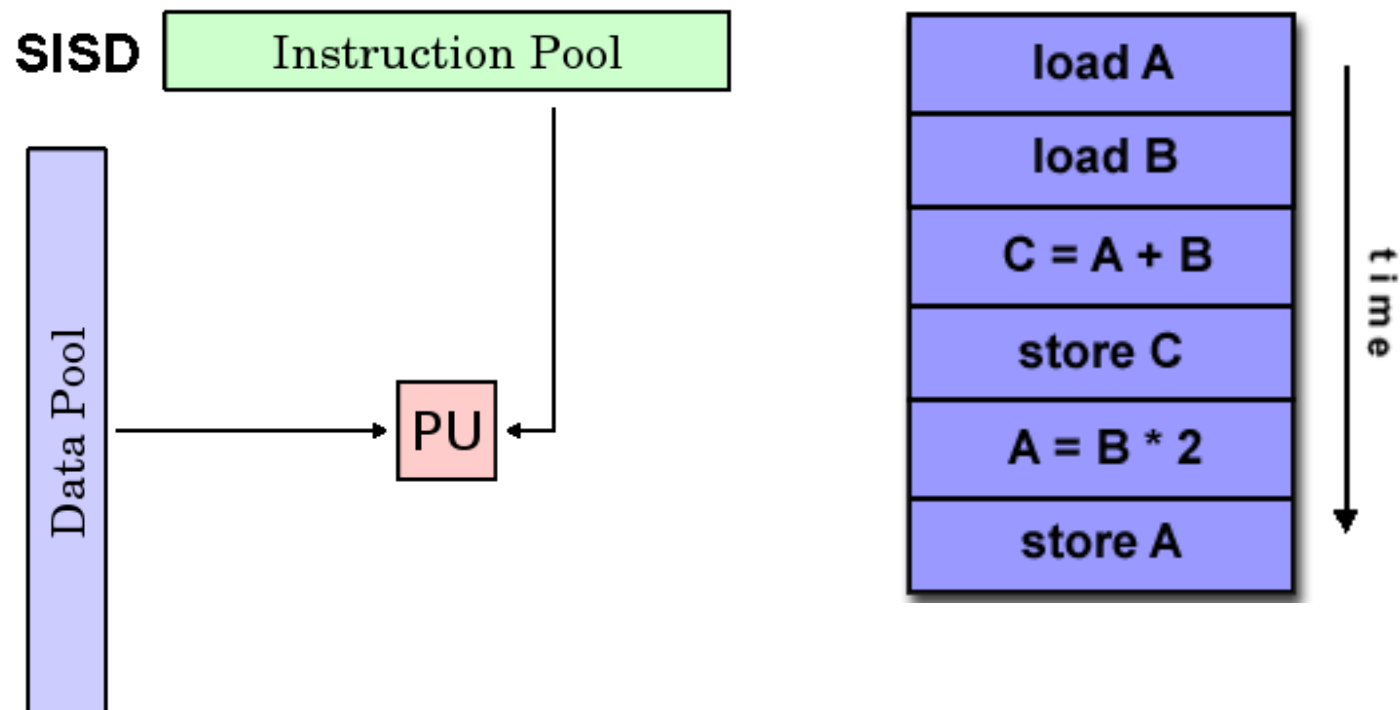 SISD
Instruction Pool
Data Pool
PU
load A
load B
C = A + B
store C
A = B * 2
store A
time